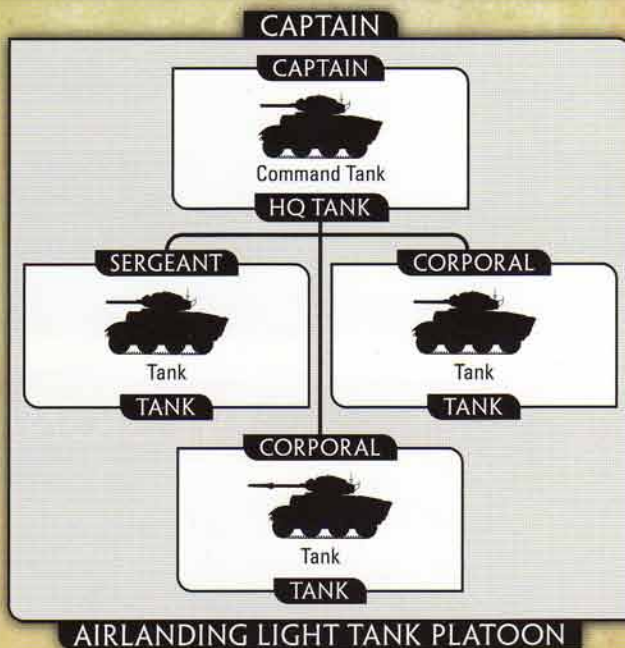 CAPTAIN
CAPTAIN
Command Tank
HQ TANK
SERGEANT
Tank
TANK
CORPORAL
Tank
TANK
CORPORAL
Tank
TANK
AIRLANDING LIGHT TANK PLATOON